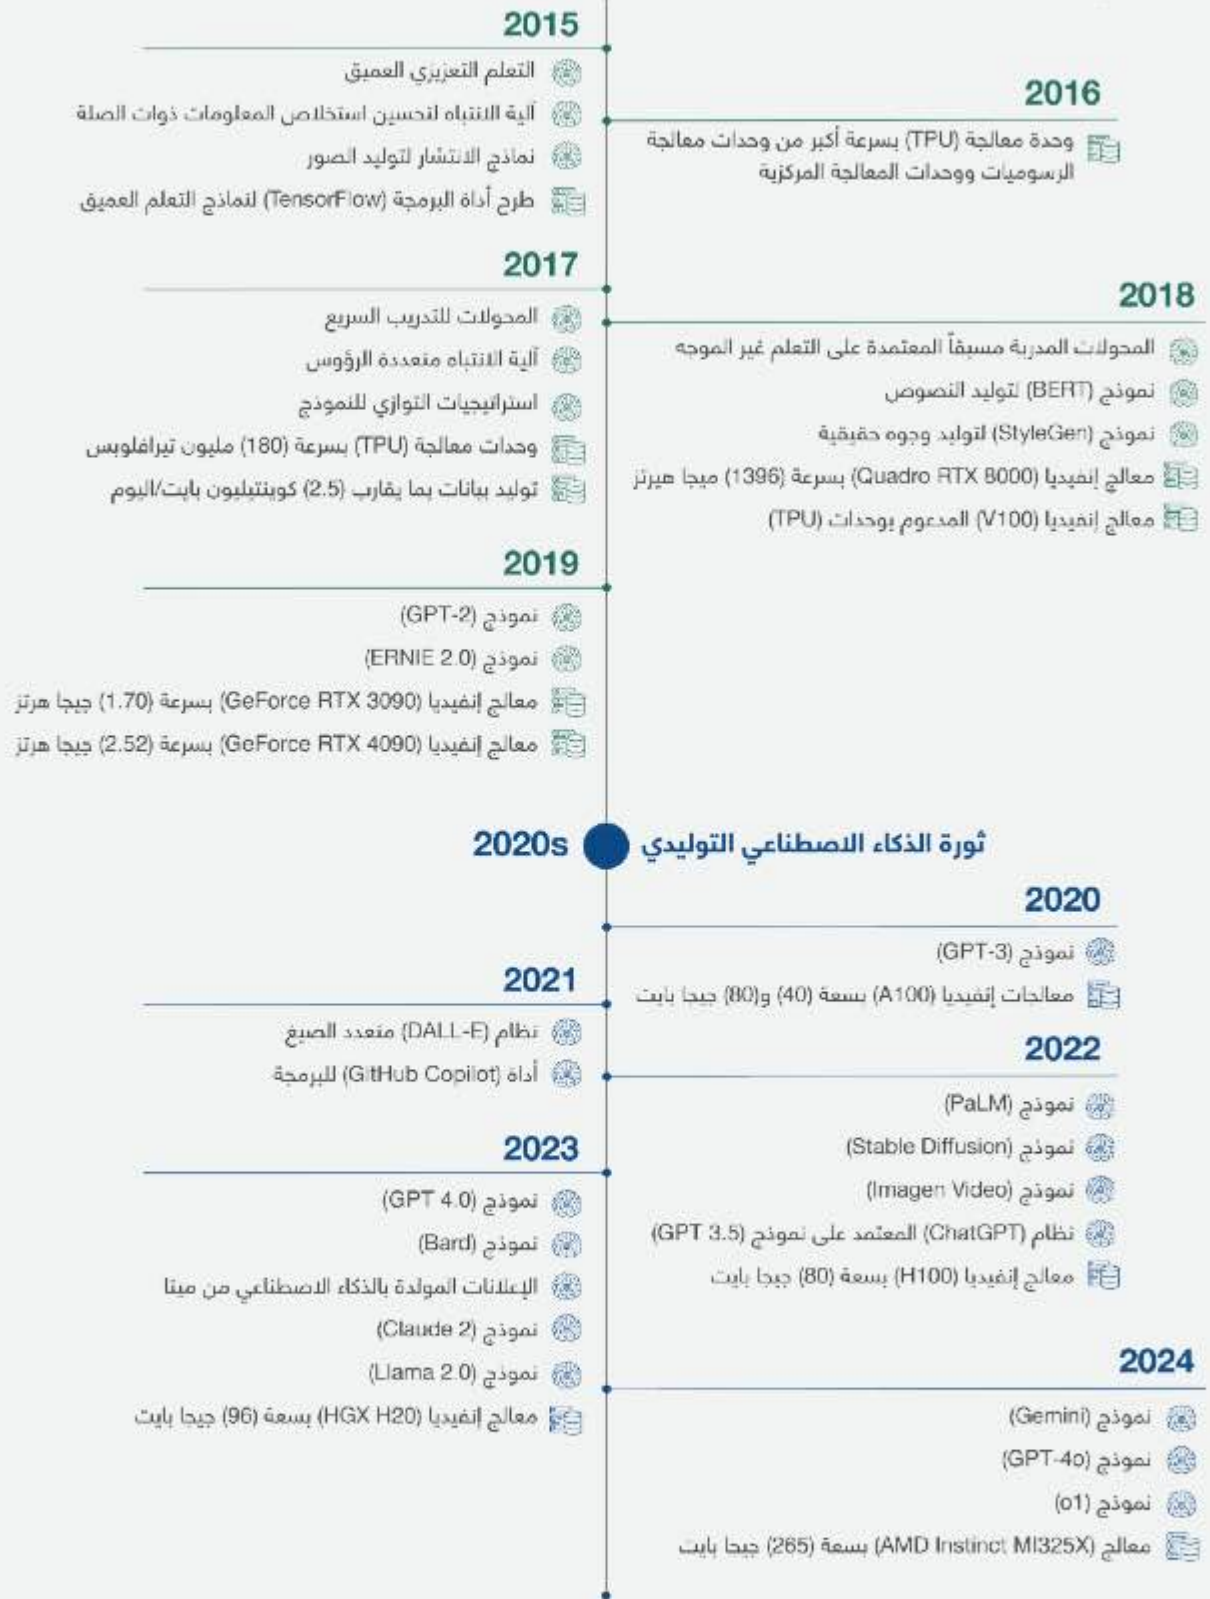 2015
التعلم التعزيزي العميق
آلية الانتباه لتحسين استخلاص المعلومات ذوات الصلة
نماذج الانتشار لتوليد الصور
طرح أداة البرمجة (TensorFlow) لنماذج التعلم العميق
2016
وحدة معالجة (TPU) بسرعة أكبر من وحدات معالجة
الرسوميات ووحدات المعالجة المركزية
2017
المحولات للتدريب السريع
آلية الانتباه متعددة الرؤوس
استراتيجيات التوازي للنموذج
وحدات معالجة (TPU) بسرعة (180) مليون تيرافلوبس
توليد بيانات بما يقارب (2.5) كوينتيليون بايت/اليوم
2018
المحولات المدربة مسبقاً المعتمدة على التعلم غير الموجه
نموذج (BERT) لتوليد النصوص
نموذج (StyleGen) لتوليد وجوه حقيقية
معالج إنفيديا (Quadro RTX 8000) بسرعة (1396) ميجا هيرتز
معالج إنفيديا (V100) المدعوم بوحدات (TPU)
2019
نموذج (GPT-2)
نموذج (ERNIE 2.0)
معالج إنفيديا (GeForce RTX 3090) بسرعة (1.70) جيجا هرتز
معالج إنفيديا (GeForce RTX 4090) بسرعة (2.52) جيجا هرتز
ثورة الذكاء الاصطناعي التوليدي 2020s
2020
نموذج (GPT-3)
معالجات إنفيديا (A100) بسعة (40) و(80) جيجا بايت
2021
نظام (DALL-E) متعدد الصيغ
أداة (GitHub Copilot) للبرمجة
2022
نموذج (PaLM)
نموذج (Stable Diffusion)
نموذج (Imagen Video)
نظام (ChatGPT) المعتمد على نموذج (GPT 3.5)
معالج إنفيديا (H100) بسعة (80) جيجا بايت
2023
نموذج (GPT 4.0)
نموذج (Bard)
الإعلانات المولدة بالذكاء الاصطناعي من ميتا
نموذج (Claude 2)
نموذج (Llama 2.0)
معالج إنفيديا (HGX H20) بسعة (96) جيجا بايت
2024
نموذج (Gemini)
نموذج (GPT-4o)
نموذج (o1)
معالج (AMD Instinct MI325X) بسعة (265) جيجا بايت